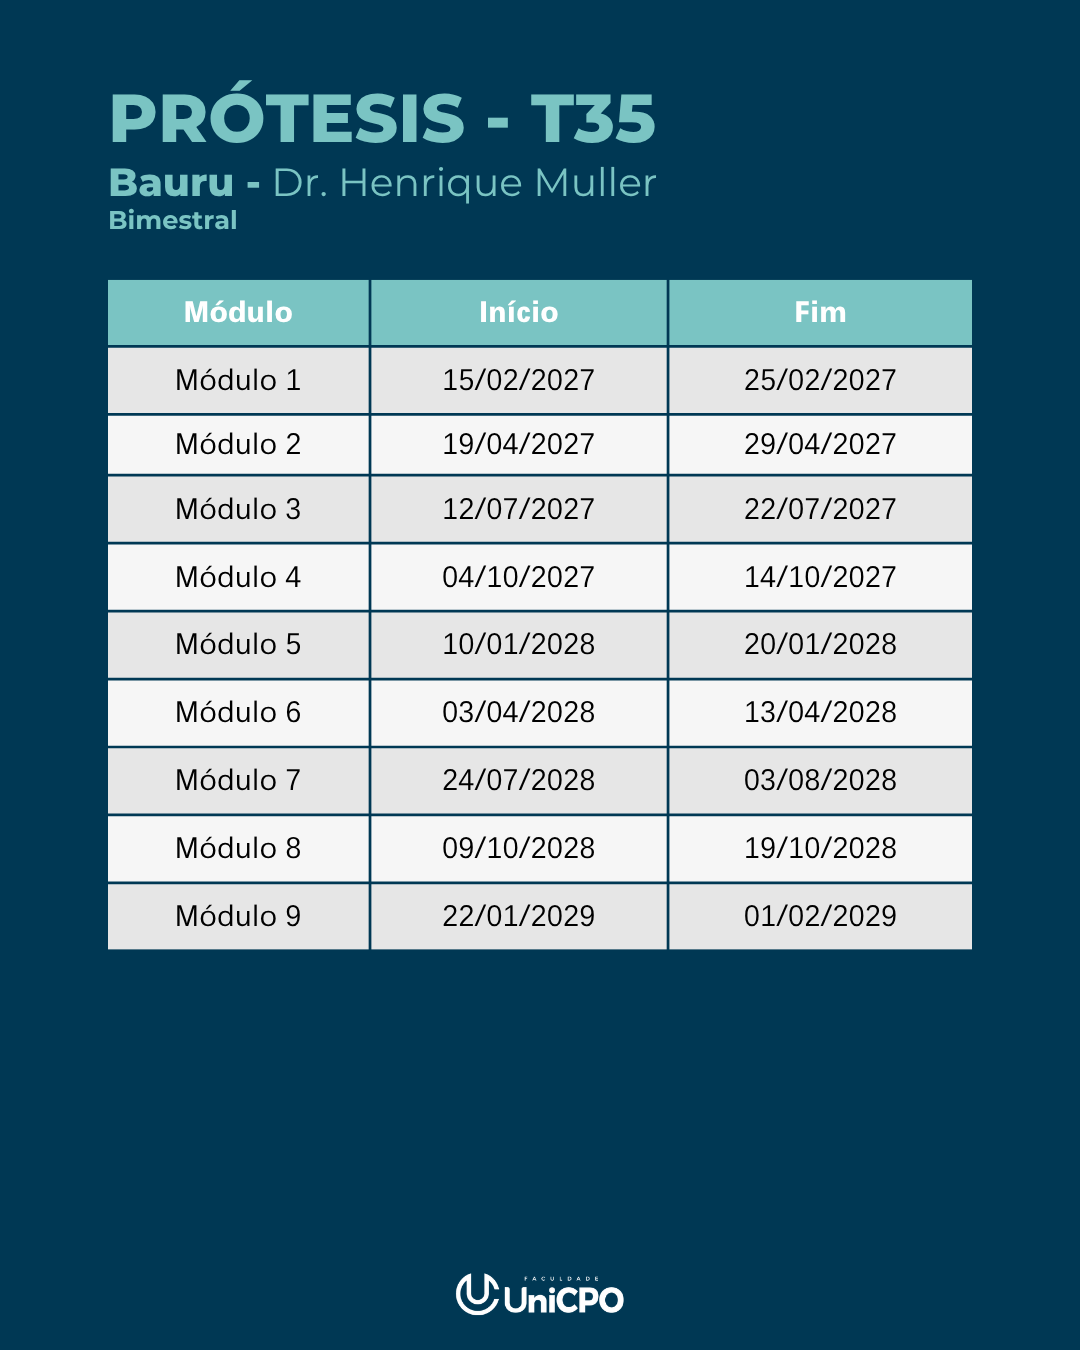 PRÓTESIS - T35
Bauru - Dr. Henrique Muller
Bimestral
Módulo Início Fim
Módulo 1 15/02/2027 25/02/2027
Módulo 2 19/04/2027 29/04/2027
Módulo 3 12/07/2027 22/07/2027
Módulo 4 04/10/2027 14/10/2027
Módulo 5 10/01/2028 20/01/2028
Módulo 6 03/04/2028 13/04/2028
Módulo 7 24/07/2028 03/08/2028
Módulo 8 09/10/2028 19/10/2028
Módulo 9 22/01/2029 01/02/2029
FACULDADE
UniCPO